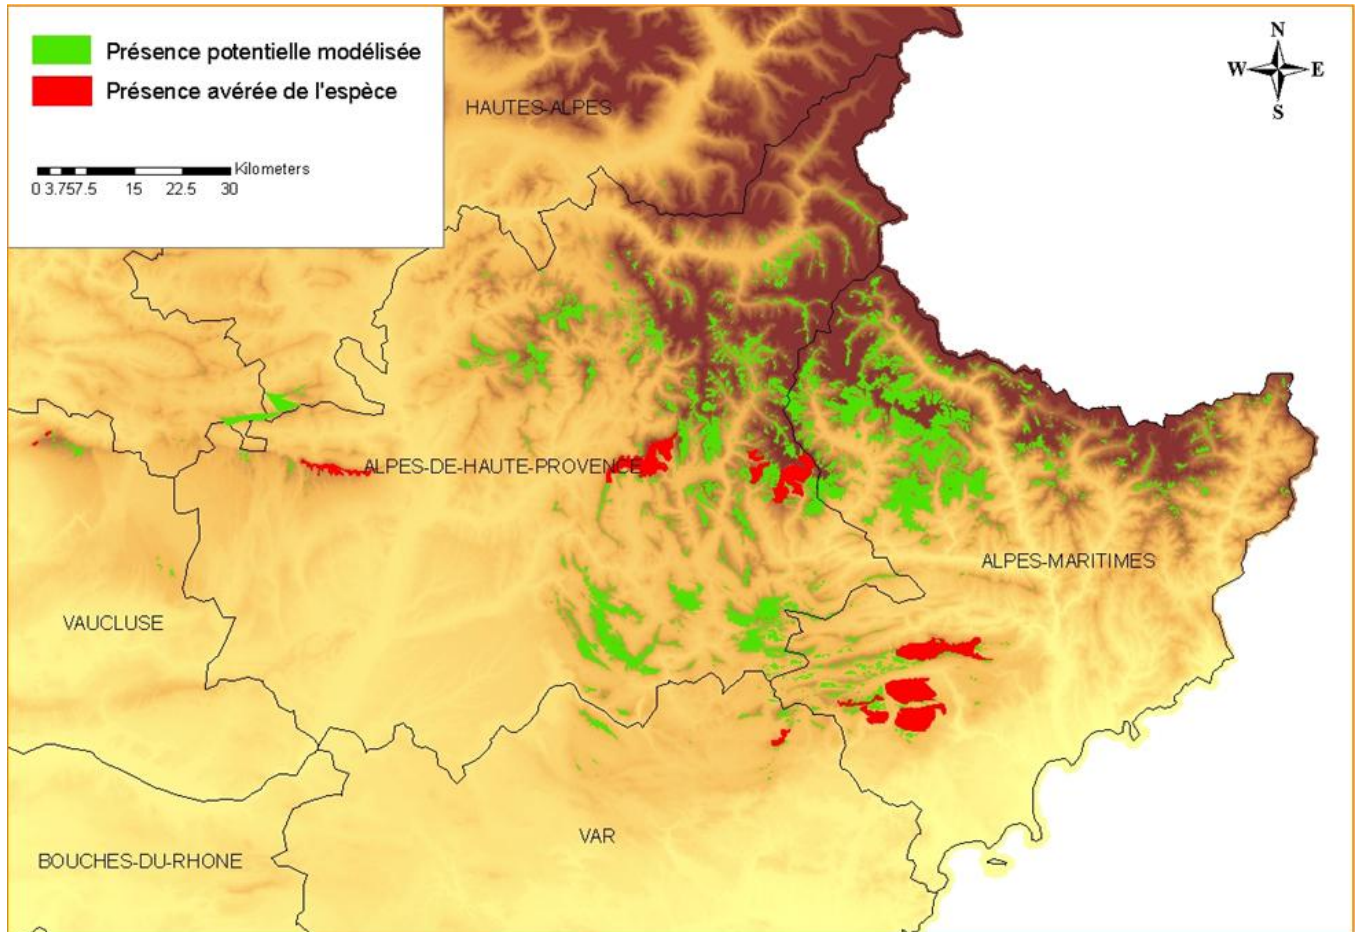 Présence potentielle modélisée
Présence avérée de l'espèce
Kilometers
0 3.757.5 15 22.5 30
N
W E
S
HAUTES-ALPES
ALPES-DE-HAUTE-PROVENCE
ALPES-MARITIMES
VAUCLUSE
VAR
BOUCHES-DU-RHONE